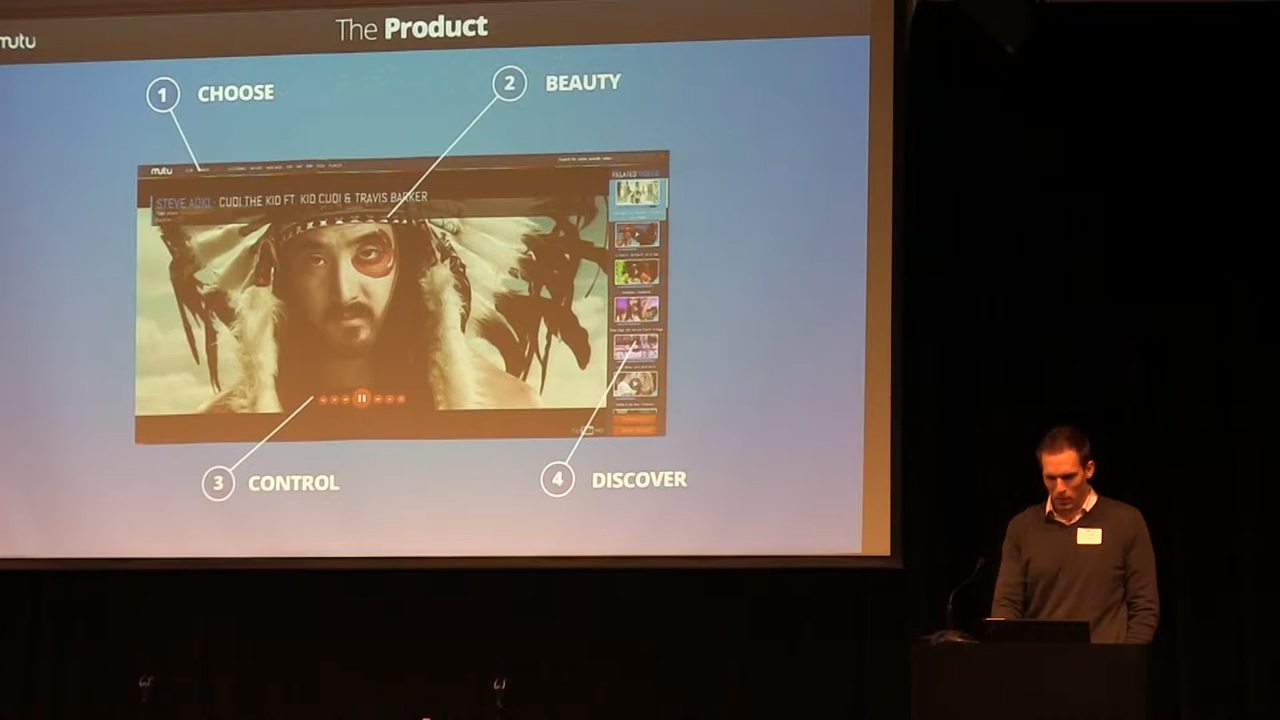 mutu
The Product
1 CHOOSE
2 BEAUTY
mutu
RELATED VIDEOS
STEVE AOKI - CUDI THE KID FT. KID CUDI & TRAVIS BARKER
3 CONTROL
4 DISCOVER